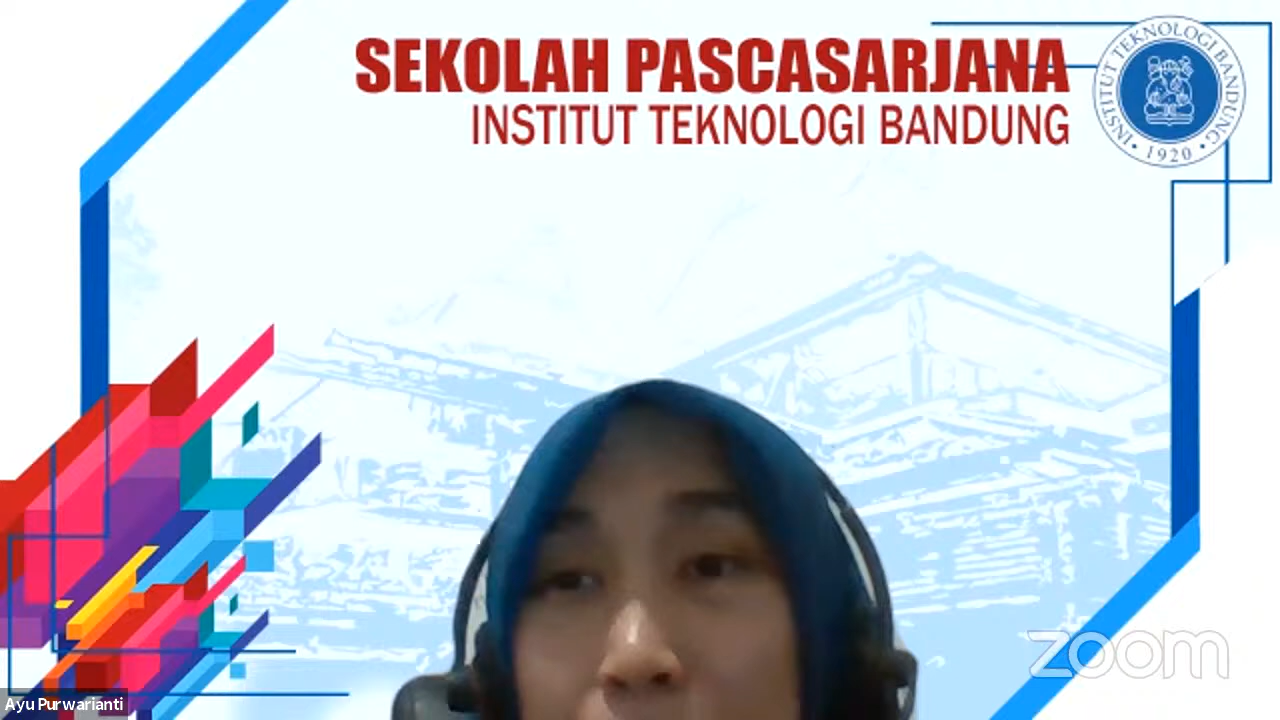 SEKOLAH PASCASARJANA
INSTITUT TEKNOLOGI BANDUNG
INSTITUT TEKNOLOGI BANDUNG
1920
zoom
Ayu Purwarianti